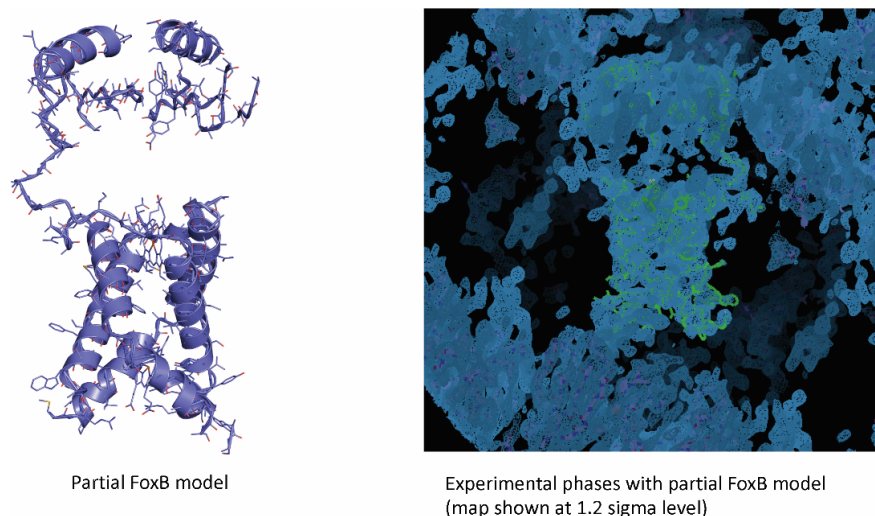 Partial FoxB model
Experimental phases with partial FoxB model
(map shown at 1.2 sigma level)